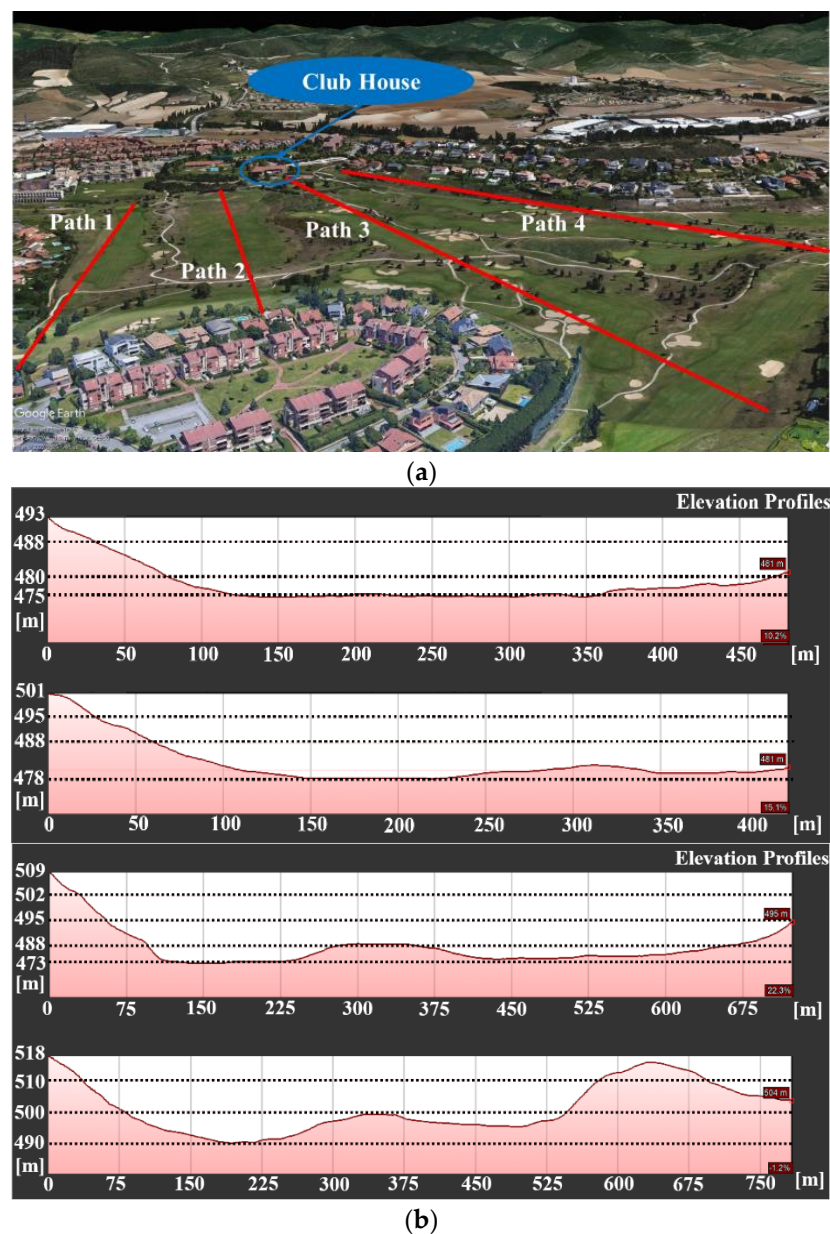 Club House
Path 1
Path 2
Path 3
Path 4
Google Earth
(a)
Elevation Profiles
493
488
480
475
[m]
481 m
10.2%
0 50 100 150 200 250 300 350 400 450 [m]
501
495
488
478
[m]
481 m
15.1%
0 50 100 150 200 250 300 350 400 [m]
Elevation Profiles
509
502
495
488
473
[m]
495 m
22.3%
0 75 150 225 300 375 450 525 600 675 [m]
518
510
500
490
[m]
504 m
-1.2%
0 75 150 225 300 375 450 525 600 675 750 [m]
(b)